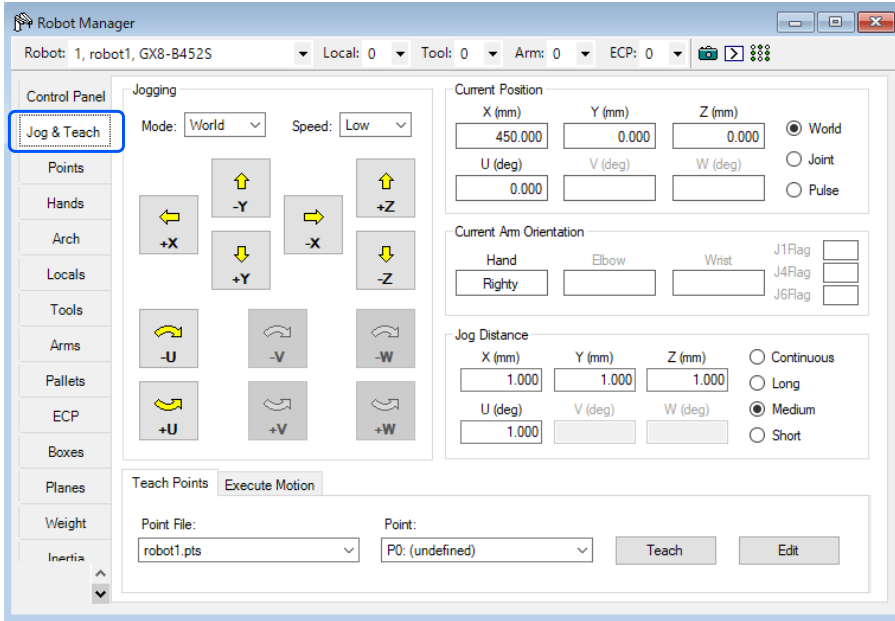 Robot Manager
Robot: 1, robot1, GX8-B452S Local: 0 Tool: 0 Arm: 0 ECP: 0
Control Panel
Jog & Teach
Points
Hands
Arch
Locals
Tools
Arms
Pallets
ECP
Boxes
Planes
Weight
Inertia
Jogging
Mode: World Speed: Low
-Y +Z
+X -X
+Y -Z
-U -V -W
+U +V +W
Current Position
X (mm) Y (mm) Z (mm)
450.000 0.000 0.000
U (deg) V (deg) W (deg)
0.000
World
Joint
Pulse
Current Arm Orientation
Hand Elbow Wrist
Righty
J1Flag
J4Flag
J6Flag
Jog Distance
X (mm) Y (mm) Z (mm)
1.000 1.000 1.000
U (deg) V (deg) W (deg)
1.000
Continuous
Long
Medium
Short
Teach Points Execute Motion
Point File: Point:
robot1.pts P0: (undefined) Teach Edit